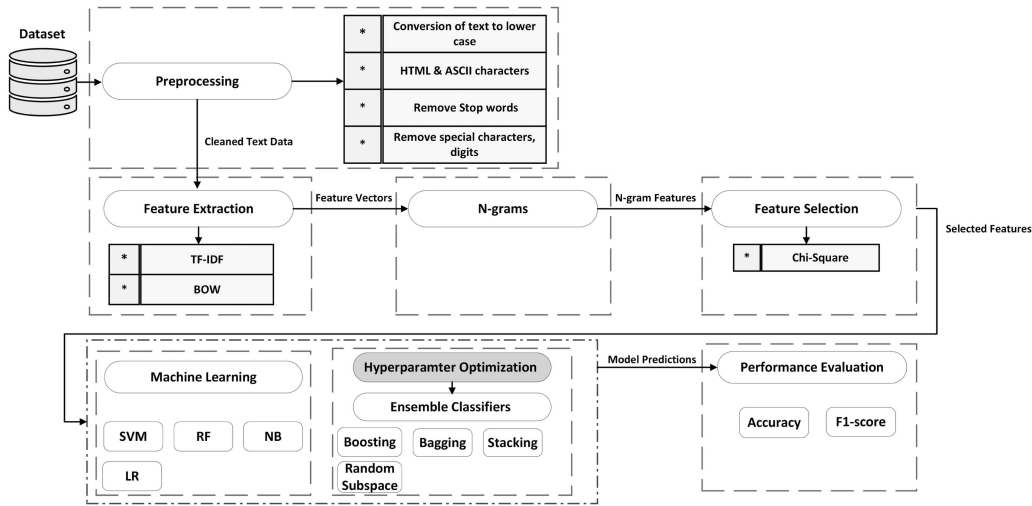 Dataset
Preprocessing
*
Conversion of text to lower
case
*
HTML & ASCII characters
*
Remove Stop words
*
Remove special characters,
digits
Cleaned Text Data
Feature Extraction
Feature Vectors
N-grams
N-gram Features
Feature Selection
Selected Features
*
TF-IDF
*
BOW
*
Chi-Square
Machine Learning
SVM
RF
NB
LR
Hyperparamter Optimization
Ensemble Classifiers
Boosting
Bagging
Stacking
Random
Subspace
Model Predictions
Performance Evaluation
Accuracy
F1-score